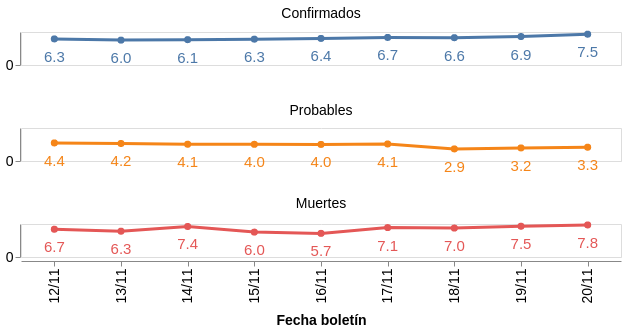 Confirmados
0
6.3 6.0 6.1 6.3 6.4 6.7 6.6 6.9 7.5
Probables
0
4.4 4.2 4.1 4.0 4.0 4.1 2.9 3.2 3.3
Muertes
0
6.7 6.3 7.4 6.0 5.7 7.1 7.0 7.5 7.8
12/11 13/11 14/11 15/11 16/11 17/11 18/11 19/11 20/11
Fecha boletín